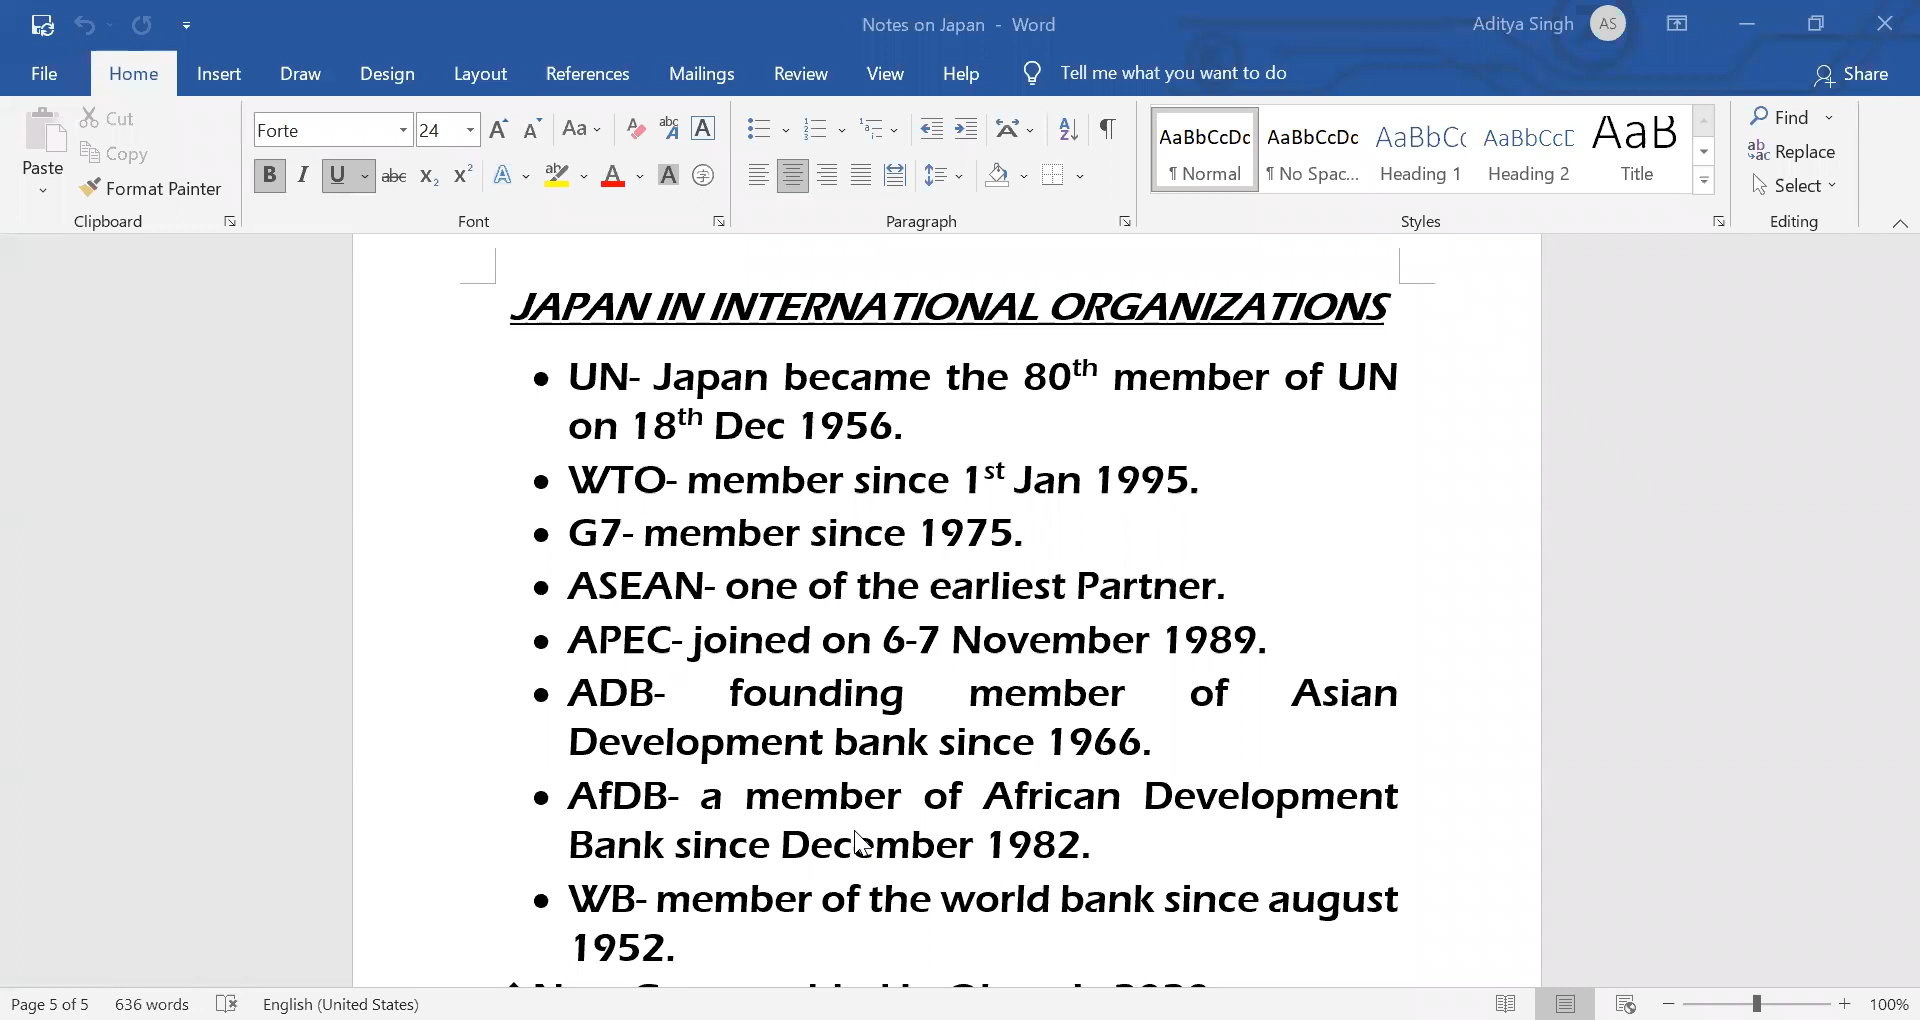 Notes on Japan - Word
Aditya Singh AS
File Home Insert Draw Design Layout References Mailings Review View Help Tell me what you want to do Share
Paste
Cut
Copy
Format Painter
Clipboard
Forte 24
Font
Paragraph
AaBbCcDc AaBbCcDc AaBbCc AaBbCcD AaB
¶ Normal ¶ No Spac... Heading 1 Heading 2 Title
Styles
Find
Replace
Select
Editing
JAPAN IN INTERNATIONAL ORGANIZATIONS
• UN- Japan became the 80th member of UN
on 18th Dec 1956.
• WTO- member since 1st Jan 1995.
• G7- member since 1975.
• ASEAN- one of the earliest Partner.
• APEC- joined on 6-7 November 1989.
• ADB- founding member of Asian
Development bank since 1966.
• AfDB- a member of African Development
Bank since December 1982.
• WB- member of the world bank since august
1952.
Page 5 of 5 636 words English (United States) 100%